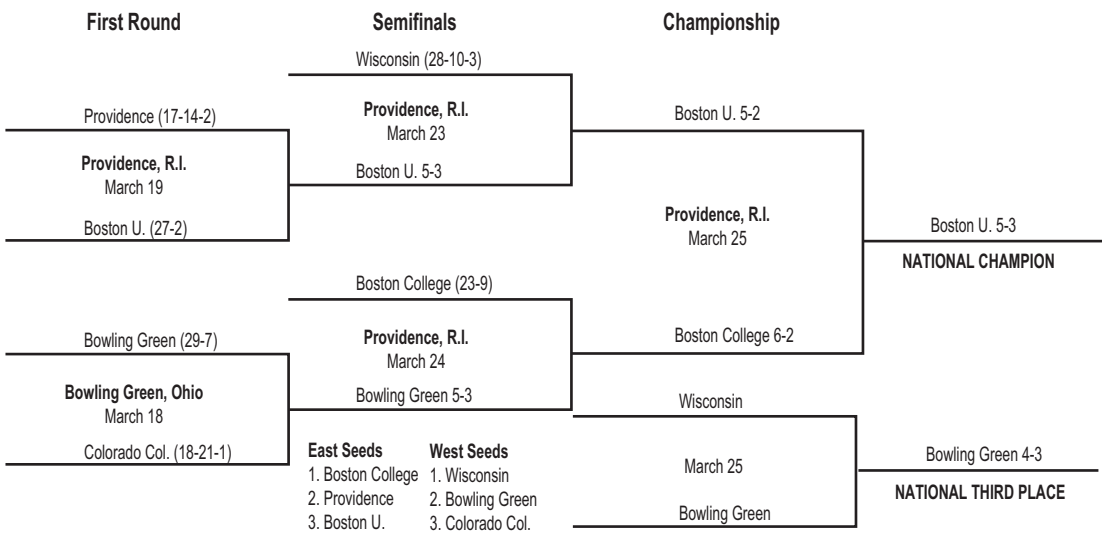 First Round
Semifinals
Championship
Wisconsin (28-10-3)
Providence (17-14-2)
Providence, R.I.
March 23
Boston U. 5-2
Providence, R.I.
March 19
Boston U. 5-3
Boston U. (27-2)
Providence, R.I.
March 25
Boston U. 5-3
NATIONAL CHAMPION
Boston College (23-9)
Bowling Green (29-7)
Providence, R.I.
March 24
Boston College 6-2
Bowling Green, Ohio
March 18
Bowling Green 5-3
Wisconsin
Colorado Col. (18-21-1)
East Seeds
1. Boston College
2. Providence
3. Boston U.
West Seeds
1. Wisconsin
2. Bowling Green
3. Colorado Col.
March 25
Bowling Green
Bowling Green 4-3
NATIONAL THIRD PLACE